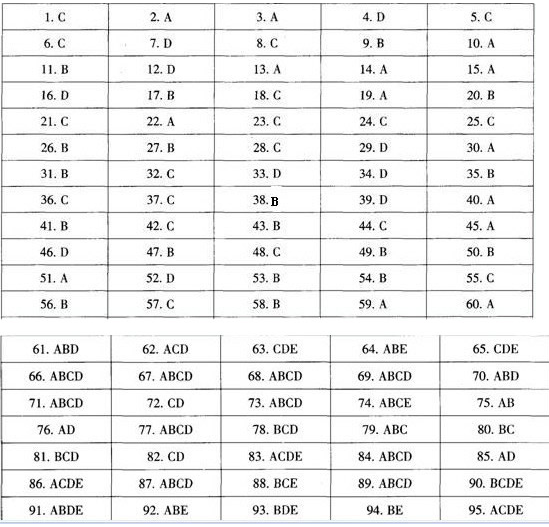 1. C 2. A 3. A 4. D 5. C
6. C 7. D 8. C 9. B 10. A
11. B 12. D 13. A 14. A 15. A
16. D 17. B 18. C 19. A 20. B
21. C 22. A 23. C 24. C 25. C
26. B 27. B 28. C 29. D 30. A
31. B 32. C 33. D 34. D 35. B
36. C 37. C 38. B 39. D 40. A
41. B 42. C 43. B 44. C 45. A
46. D 47. B 48. C 49. B 50. B
51. A 52. D 53. B 54. B 55. C
56. B 57. C 58. B 59. A 60. A
61. ABD 62. ACD 63. CDE 64. ABE 65. CDE
66. ABCD 67. ABCD 68. ABCD 69. ABCD 70. ABD
71. ABCD 72. CD 73. ABCD 74. ABCE 75. AB
76. AD 77. ABCD 78. BCD 79. ABC 80. BC
81. BCD 82. CD 83. ACDE 84. ABCD 85. AD
86. ACDE 87. ABCD 88. BCE 89. ABCD 90. BCDE
91. ABDE 92. ABE 93. BDE 94. BE 95. ACDE